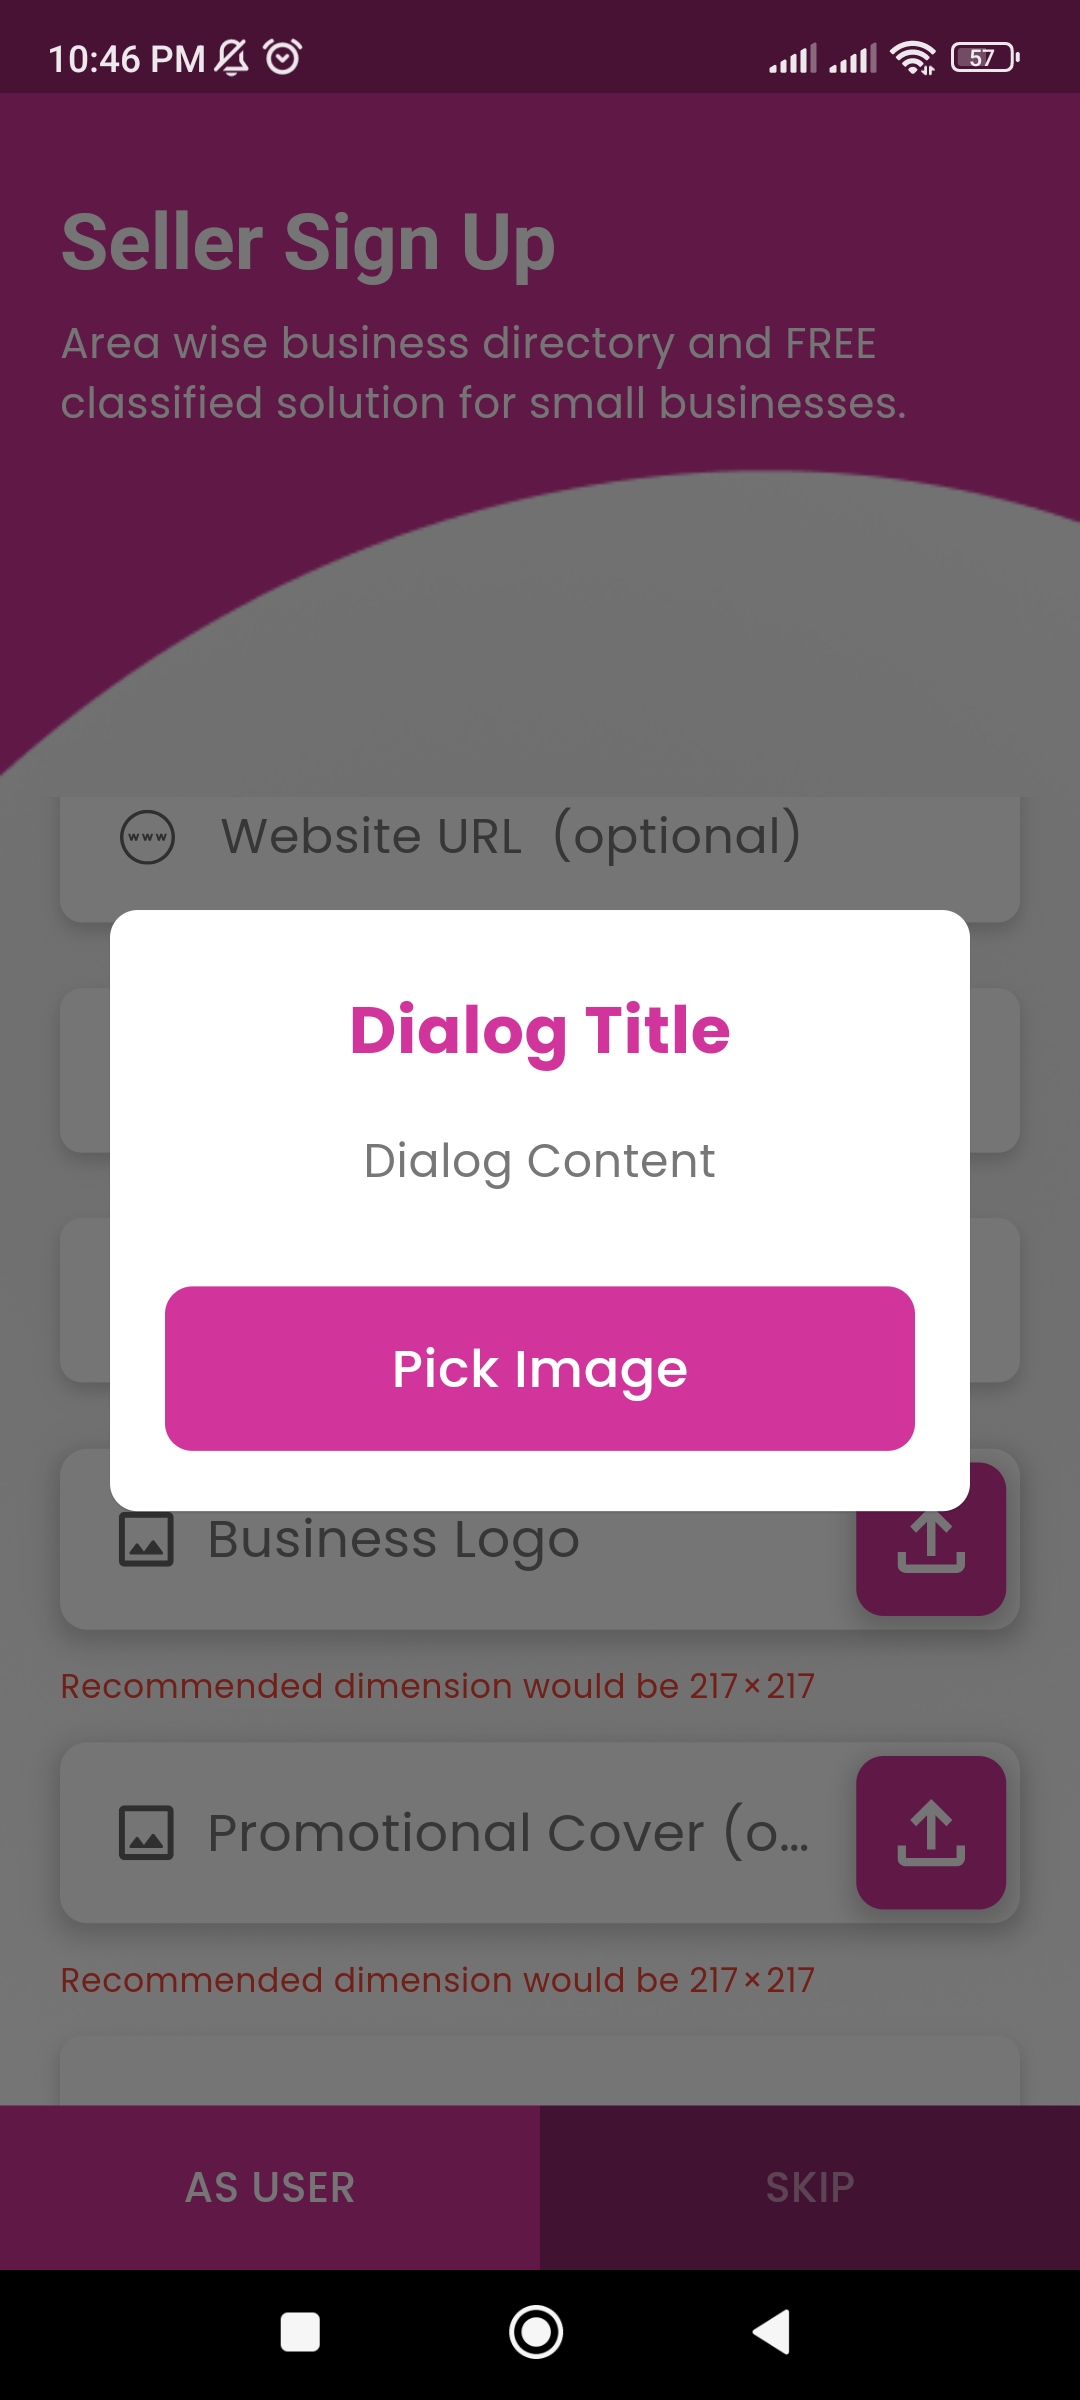 10:46 PM
57
Seller Sign Up
Area wise business directory and FREE
classified solution for small businesses.
www
Website URL (optional)
Dialog Title
Dialog Content
Pick Image
Business Logo
Recommended dimension would be 217×217
Promotional Cover (o...
Recommended dimension would be 217×217
AS USER
SKIP